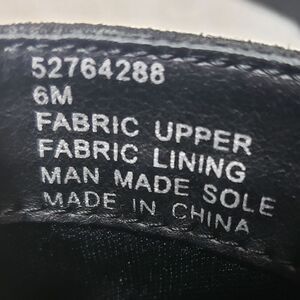 52764288
6M
FABRIC UPPER
FABRIC LINING
MAN MADE SOLE
MADE IN CHINA